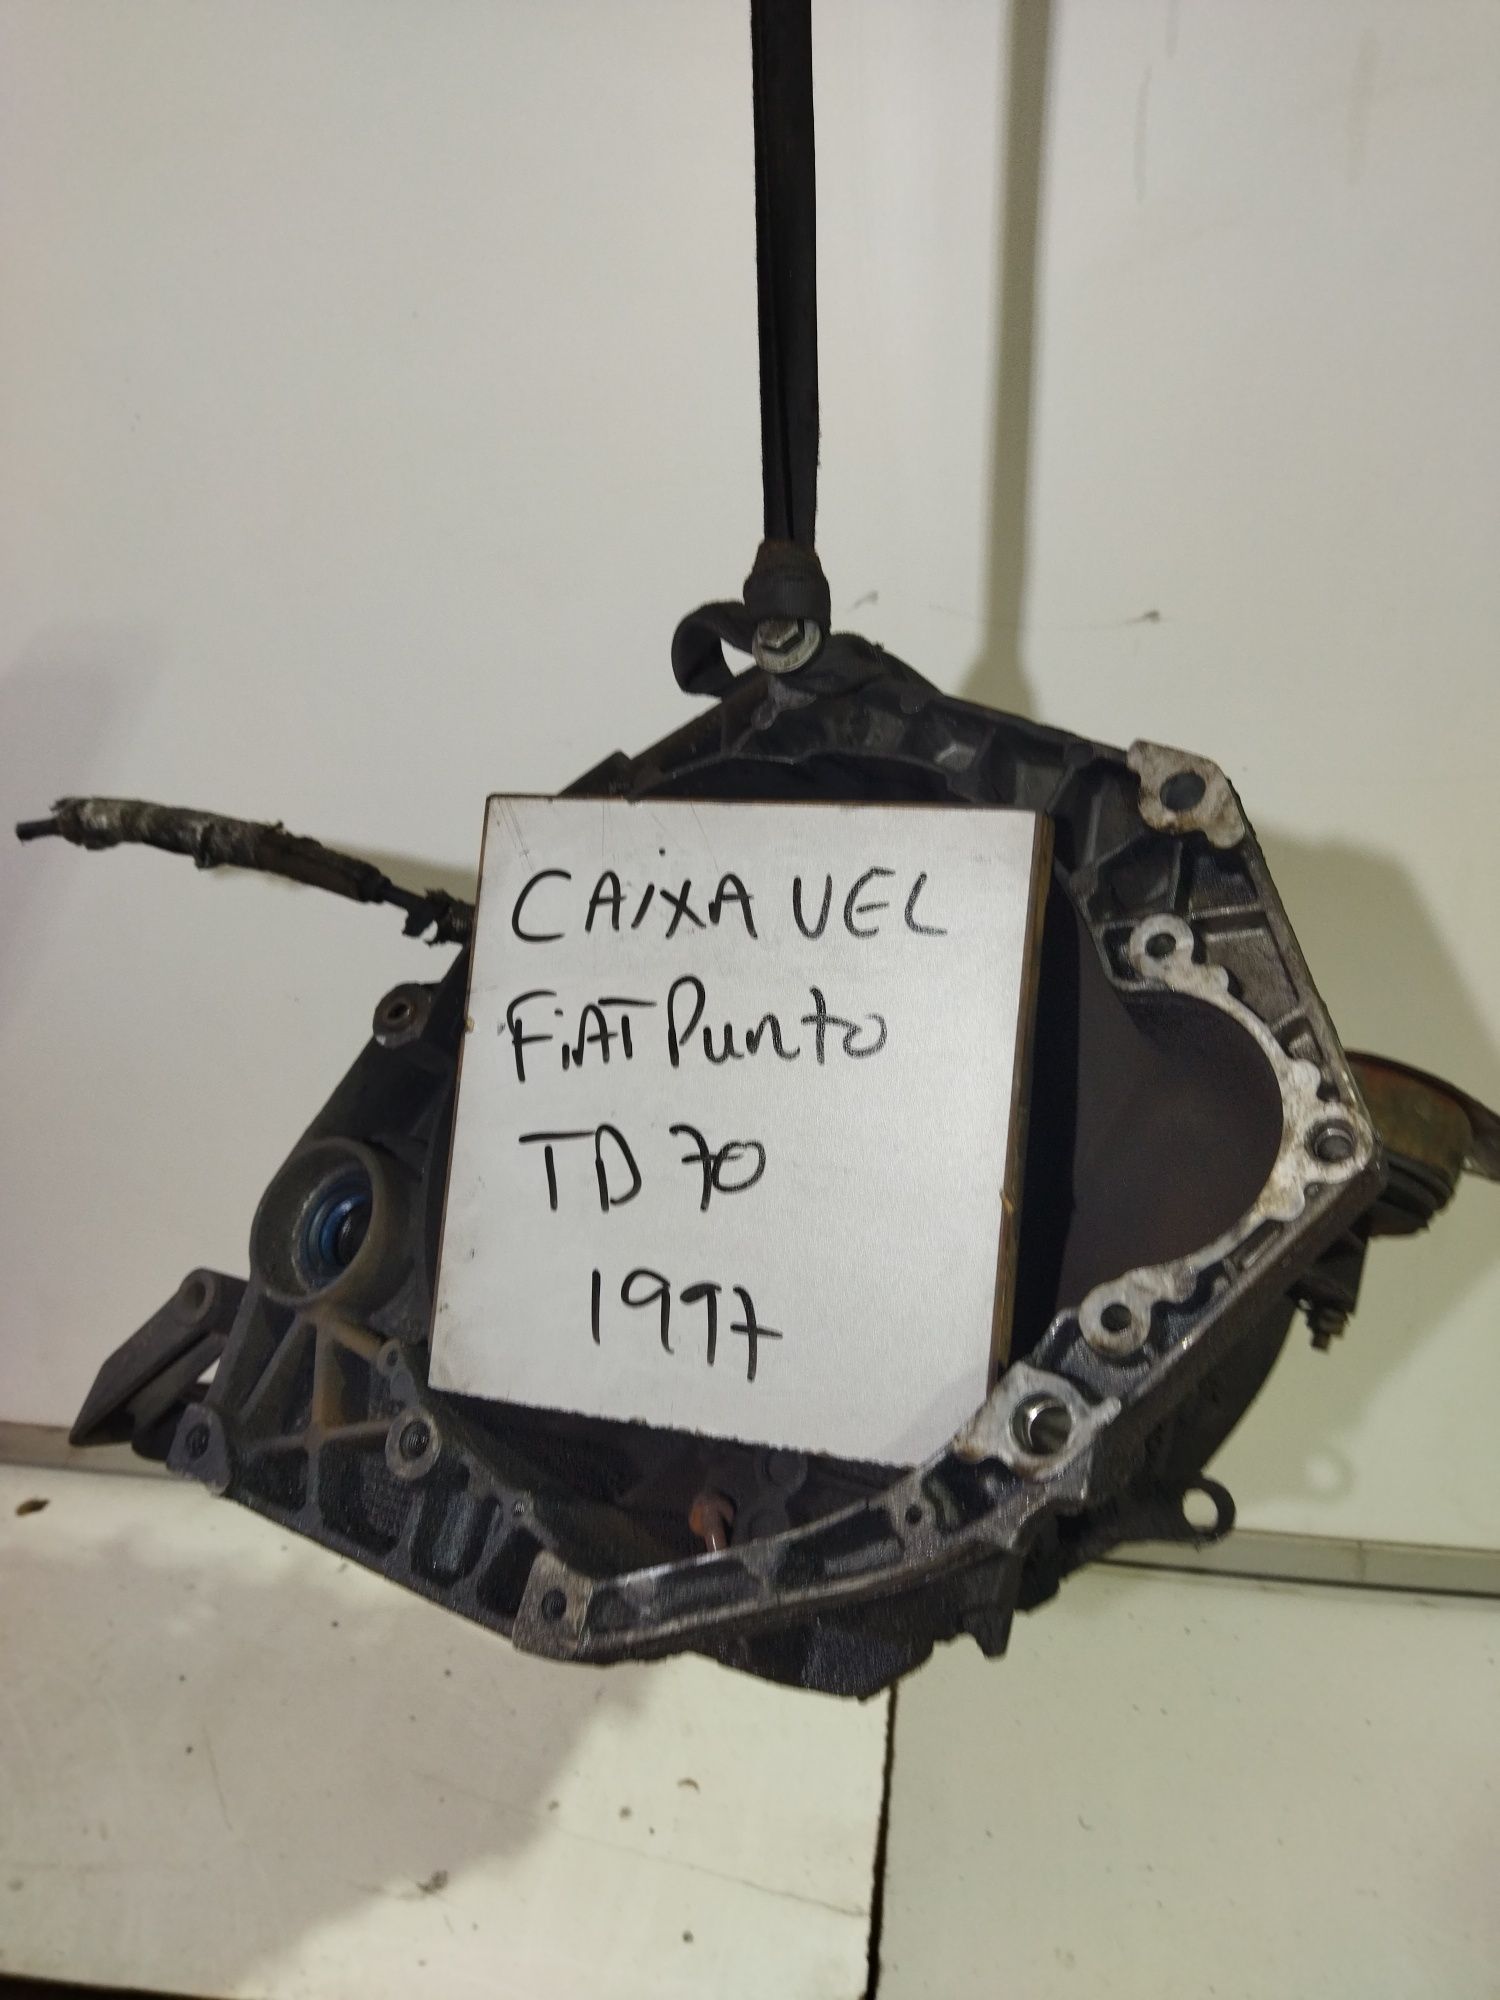 CAIXA VEL
FiAT Punto
TD 70
1997